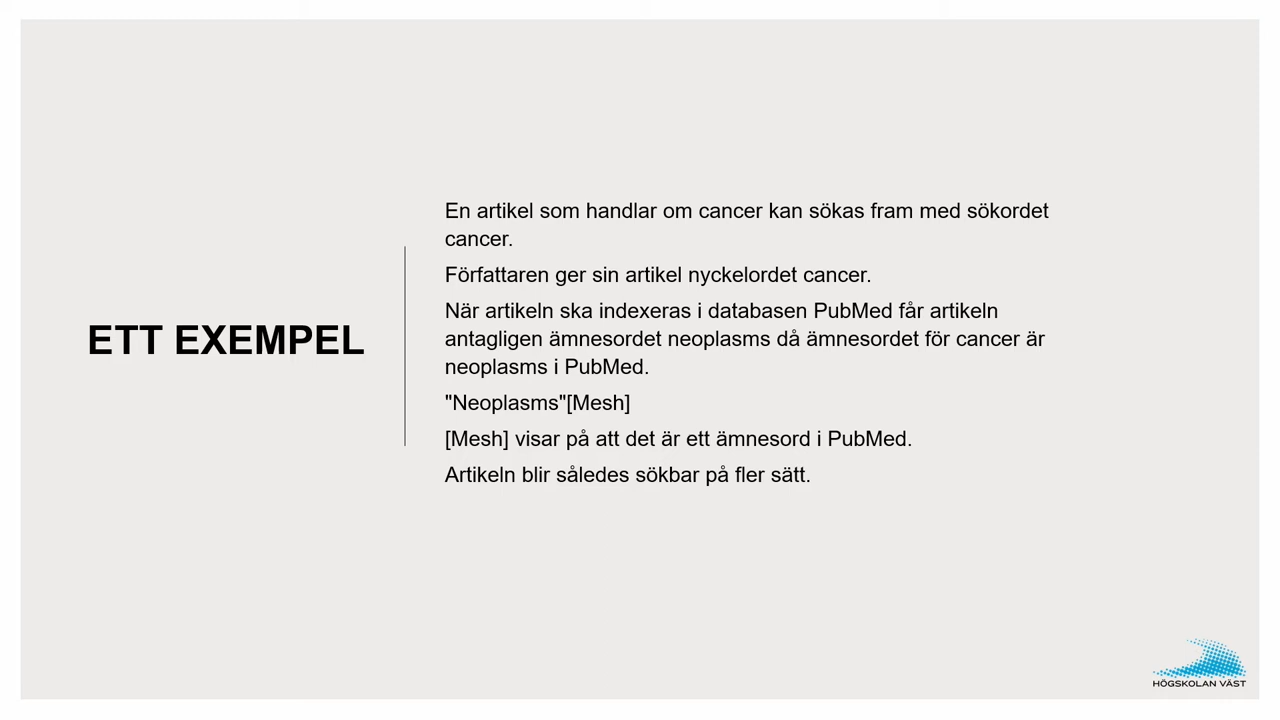 ETT EXEMPEL
En artikel som handlar om cancer kan sökas fram med sökordet
cancer.
Författaren ger sin artikel nyckelordet cancer.
När artikeln ska indexeras i databasen PubMed får artikeln
antagligen ämnesordet neoplasms då ämnesordet för cancer är
neoplasms i PubMed.
"Neoplasms"[Mesh]
[Mesh] visar på att det är ett ämnesord i PubMed.
Artikeln blir således sökbar på fler sätt.
HÖGSKOLAN VÄST